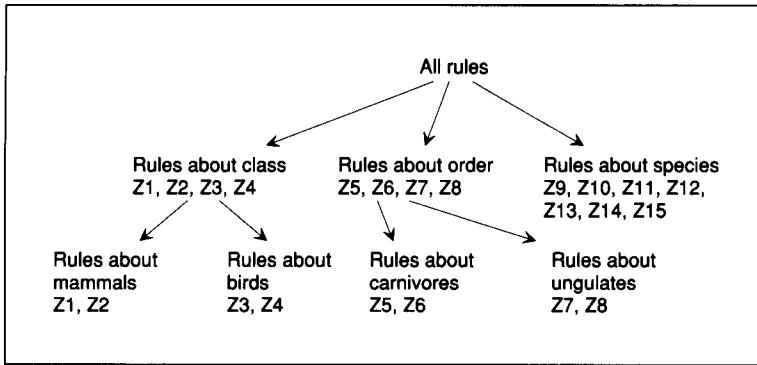 All rules
Rules about class
Z1, Z2, Z3, Z4
Rules about order
Z5, Z6, Z7, Z8
Rules about species
Z9, Z10, Z11, Z12,
Z13, Z14, Z15
Rules about
mammals
Z1, Z2
Rules about
birds
Z3, Z4
Rules about
carnivores
Z5, Z6
Rules about
ungulates
Z7, Z8